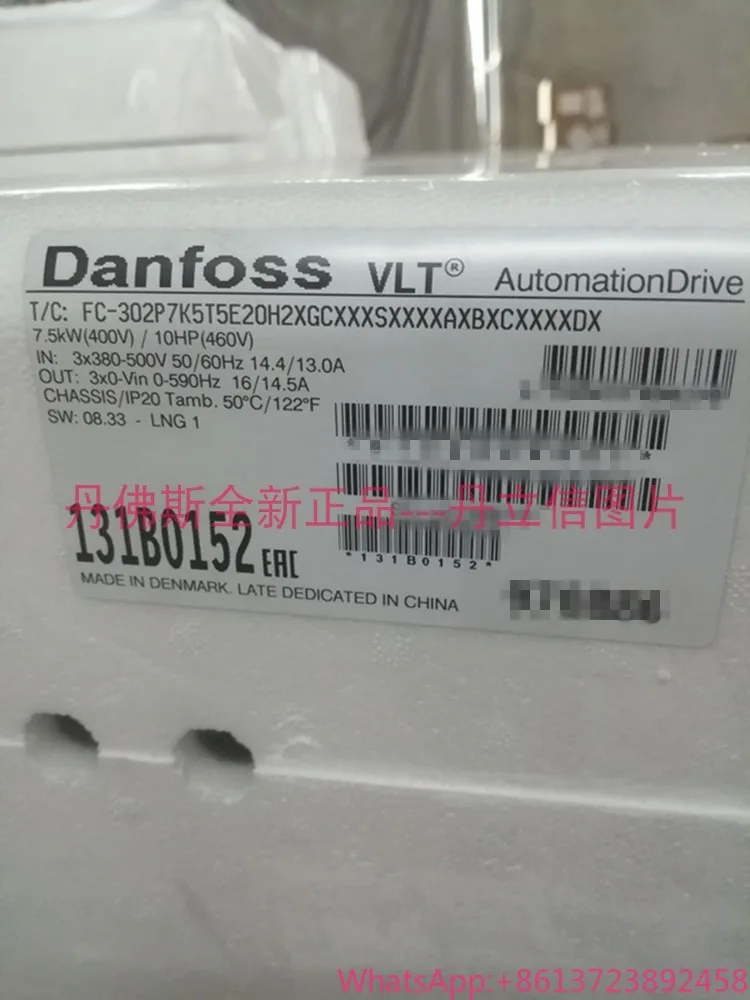 Danfoss VLT® AutomationDrive
T/C: FC-302P7K5T5E20H2XGCXXXSXXXXAXBXCXXXXDX
7.5kW(400V) / 10HP(460V)
IN: 3x380-500V 50/60Hz 14.4/13.0A
OUT: 3x0-Vin 0-590Hz 16/14.5A
CHASSIS/IP20 Tamb. 50°C/122°F
SW: 08.33 - LNG 1
丹佛斯全新正品---丹立信图片
131B0152 EAC
*131B0152*
MADE IN DENMARK. LATE DEDICATED IN CHINA
WhatsApp:+8613723892458